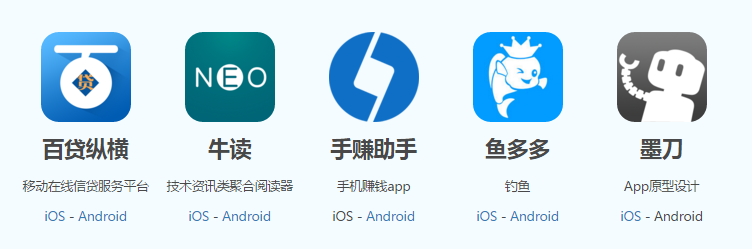 贷
NEO
百贷纵横
牛读
手赚助手
鱼多多
墨刀
移动在线信贷服务平台
技术资讯类聚合阅读器
手机赚钱app
钓鱼
App原型设计
iOS - Android
iOS - Android
iOS - Android
iOS - Android
iOS - Android